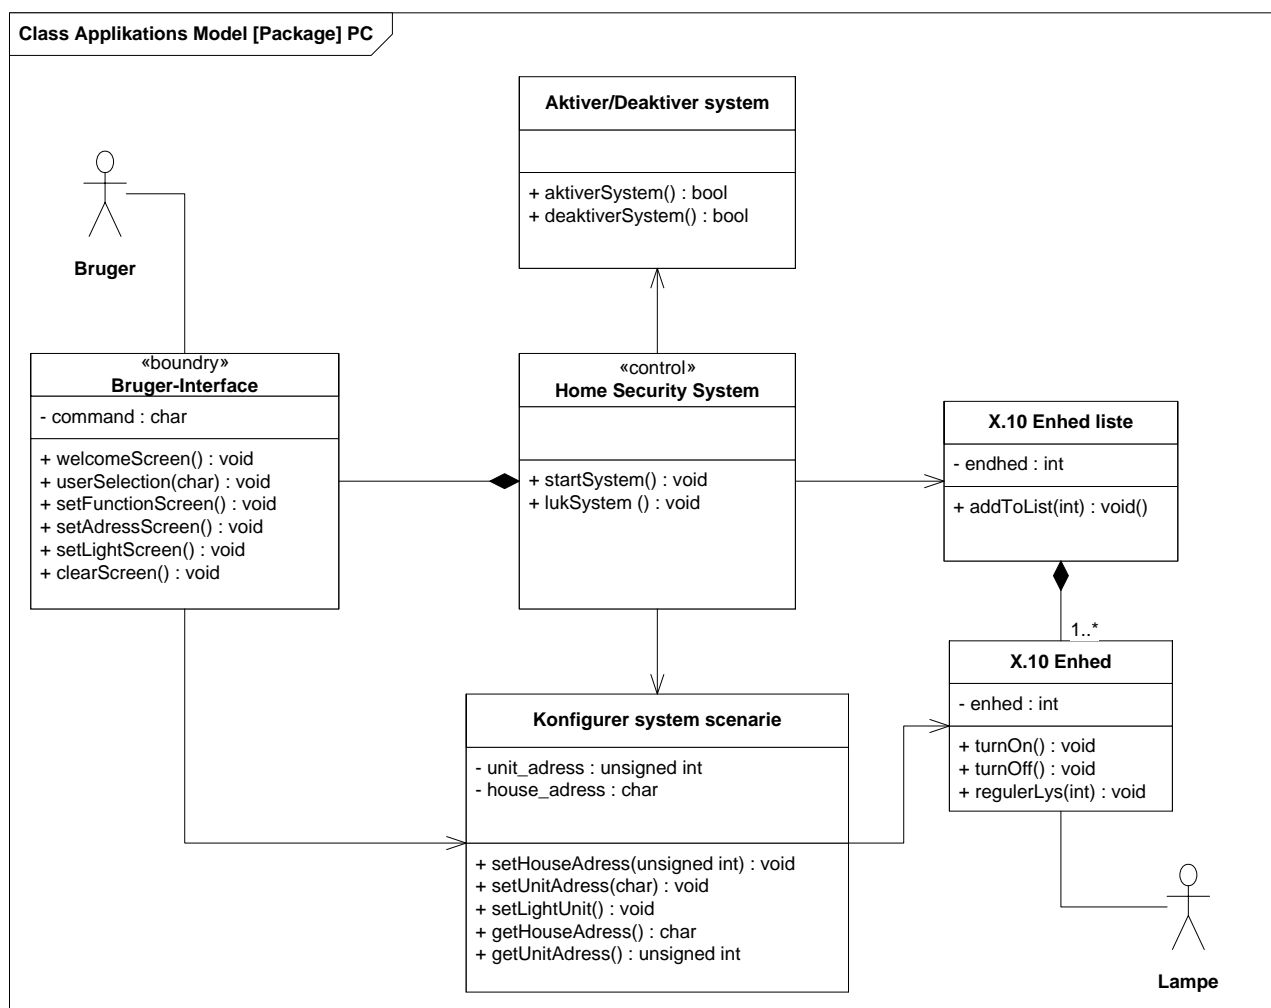 Class Applikations Model [Package] PC
Aktiver/Deaktiver system
+ aktiverSystem() : bool
+ deaktiverSystem() : bool
Bruger
«boundry»
Bruger-Interface
- command : char
+ welcomeScreen() : void
+ userSelection(char) : void
+ setFunctionScreen() : void
+ setAdressScreen() : void
+ setLightScreen() : void
+ clearScreen() : void
«control»
Home Security System
+ startSystem() : void
+ lukSystem () : void
X.10 Enhed liste
- endhed : int
+ addToList(int) : void()
1..*
X.10 Enhed
- enhed : int
+ turnOn() : void
+ turnOff() : void
+ regulerLys(int) : void
Konfigurer system scenarie
- unit_adress : unsigned int
- house_adress : char
+ setHouseAdress(unsigned int) : void
+ setUnitAdress(char) : void
+ setLightUnit() : void
+ getHouseAdress() : char
+ getUnitAdress() : unsigned int
Lampe